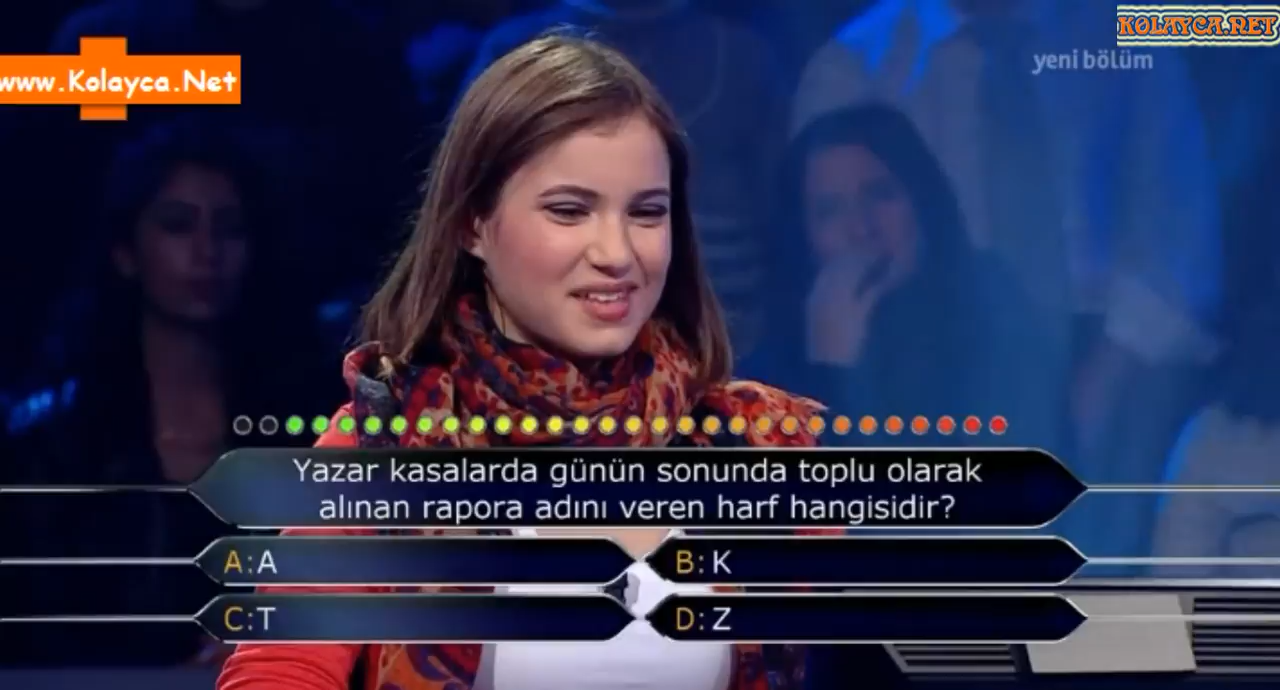 KOLAYCA.NET
yeni bölüm
www.Kolayca.Net
Yazar kasalarda günün sonunda toplu olarak
alınan rapora adını veren harf hangisidir?
A: A
B: K
C: T
D: Z